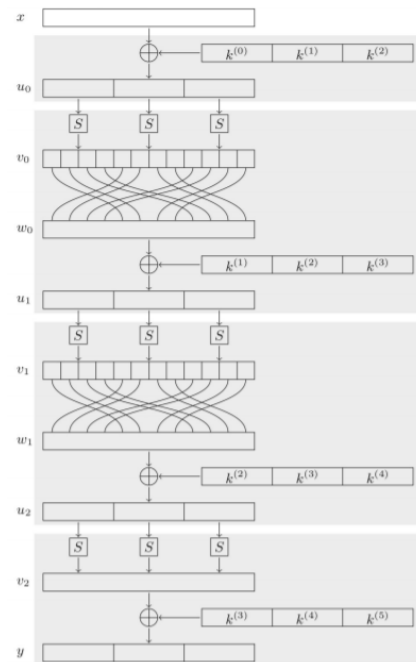 x
k^{(0)} k^{(1)} k^{(2)}
u_0
S S S
v_0
w_0
k^{(1)} k^{(2)} k^{(3)}
u_1
S S S
v_1
w_1
k^{(2)} k^{(3)} k^{(4)}
u_2
S S S
v_2
k^{(3)} k^{(4)} k^{(5)}
y